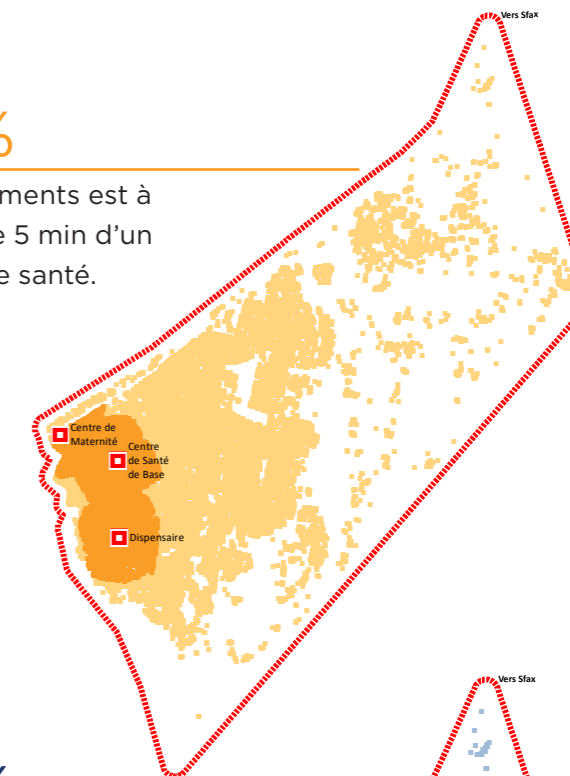 Vers Sfax
%
ments est à
e 5 min d’un
e santé.
Centre de
Maternité
Centre
de Santé
de Base
Dispensaire
Vers Sfax
%